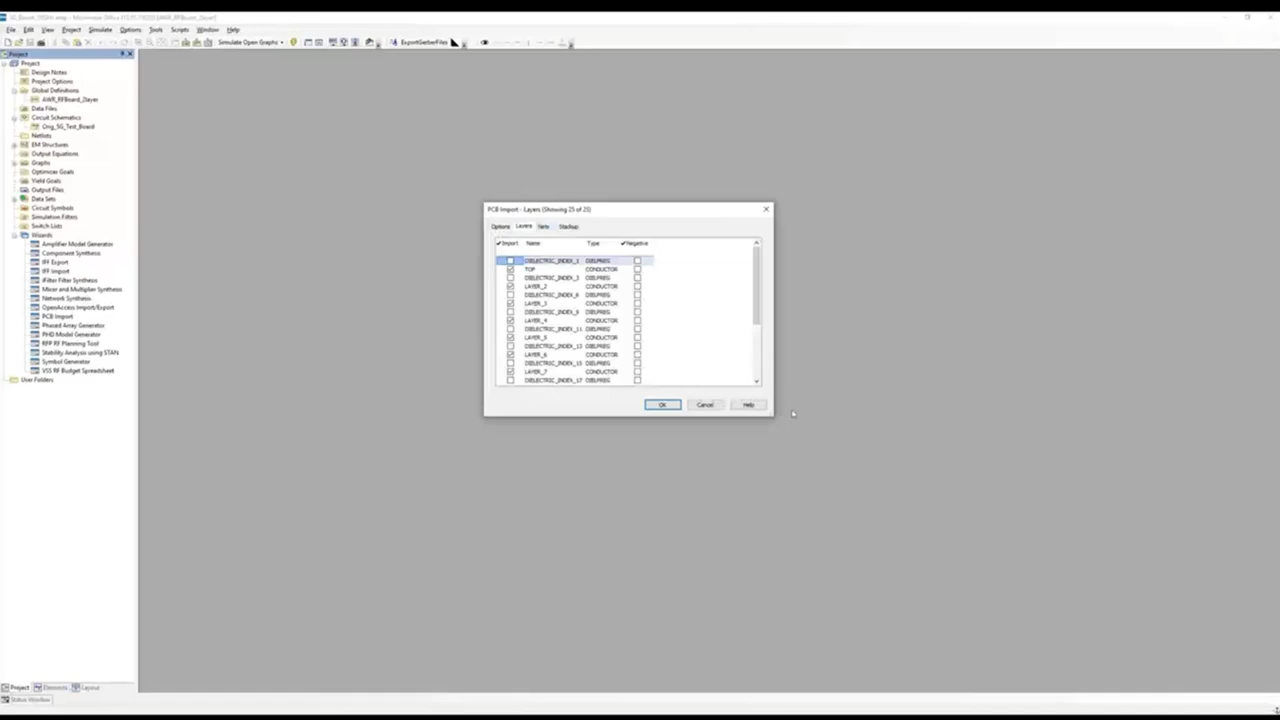 File Edit View Project Simulate Options Tools Scripts Window Help
Simulate Open Graphs
ExportGerberFiles
Project
Project
Design Notes
Project Options
Global Definitions
AWR_RFBoard_2layer
Data Files
Circuit Schematics
Orig_5G_Test_Board
Netlists
EM Structures
Output Equations
Graphs
Optimizer Goals
Yield Goals
Output Files
Data Sets
Circuit Symbols
Simulation Filters
Switch Lists
Wizards
Amplifier Model Generator
Component Synthesis
IFF Export
IFF Import
iFilter Filter Synthesis
Mixer and Multiplier Synthesis
Network Synthesis
OpenAccess Import/Export
PCB Import
Phased Array Generator
PHD Model Generator
RFP RF Planning Tool
Stability Analysis using STAN
Symbol Generator
VSS RF Budget Spreadsheet
User Folders
PCB Import - Layers (Showing 25 of 25)
Options Layers Nets Stackup
Import Name Type Negative
DIELECTRIC_INDEX_1 DIELPREG
TOP CONDUCTOR
DIELECTRIC_INDEX_3 DIELPREG
LAYER_2 CONDUCTOR
DIELECTRIC_INDEX_6 DIELPREG
LAYER_3 CONDUCTOR
DIELECTRIC_INDEX_9 DIELPREG
LAYER_4 CONDUCTOR
DIELECTRIC_INDEX_11 DIELPREG
LAYER_5 CONDUCTOR
DIELECTRIC_INDEX_13 DIELPREG
LAYER_6 CONDUCTOR
DIELECTRIC_INDEX_15 DIELPREG
LAYER_7 CONDUCTOR
DIELECTRIC_INDEX_17 DIELPREG
OK Cancel Help
Project Elements Layout
Status Window